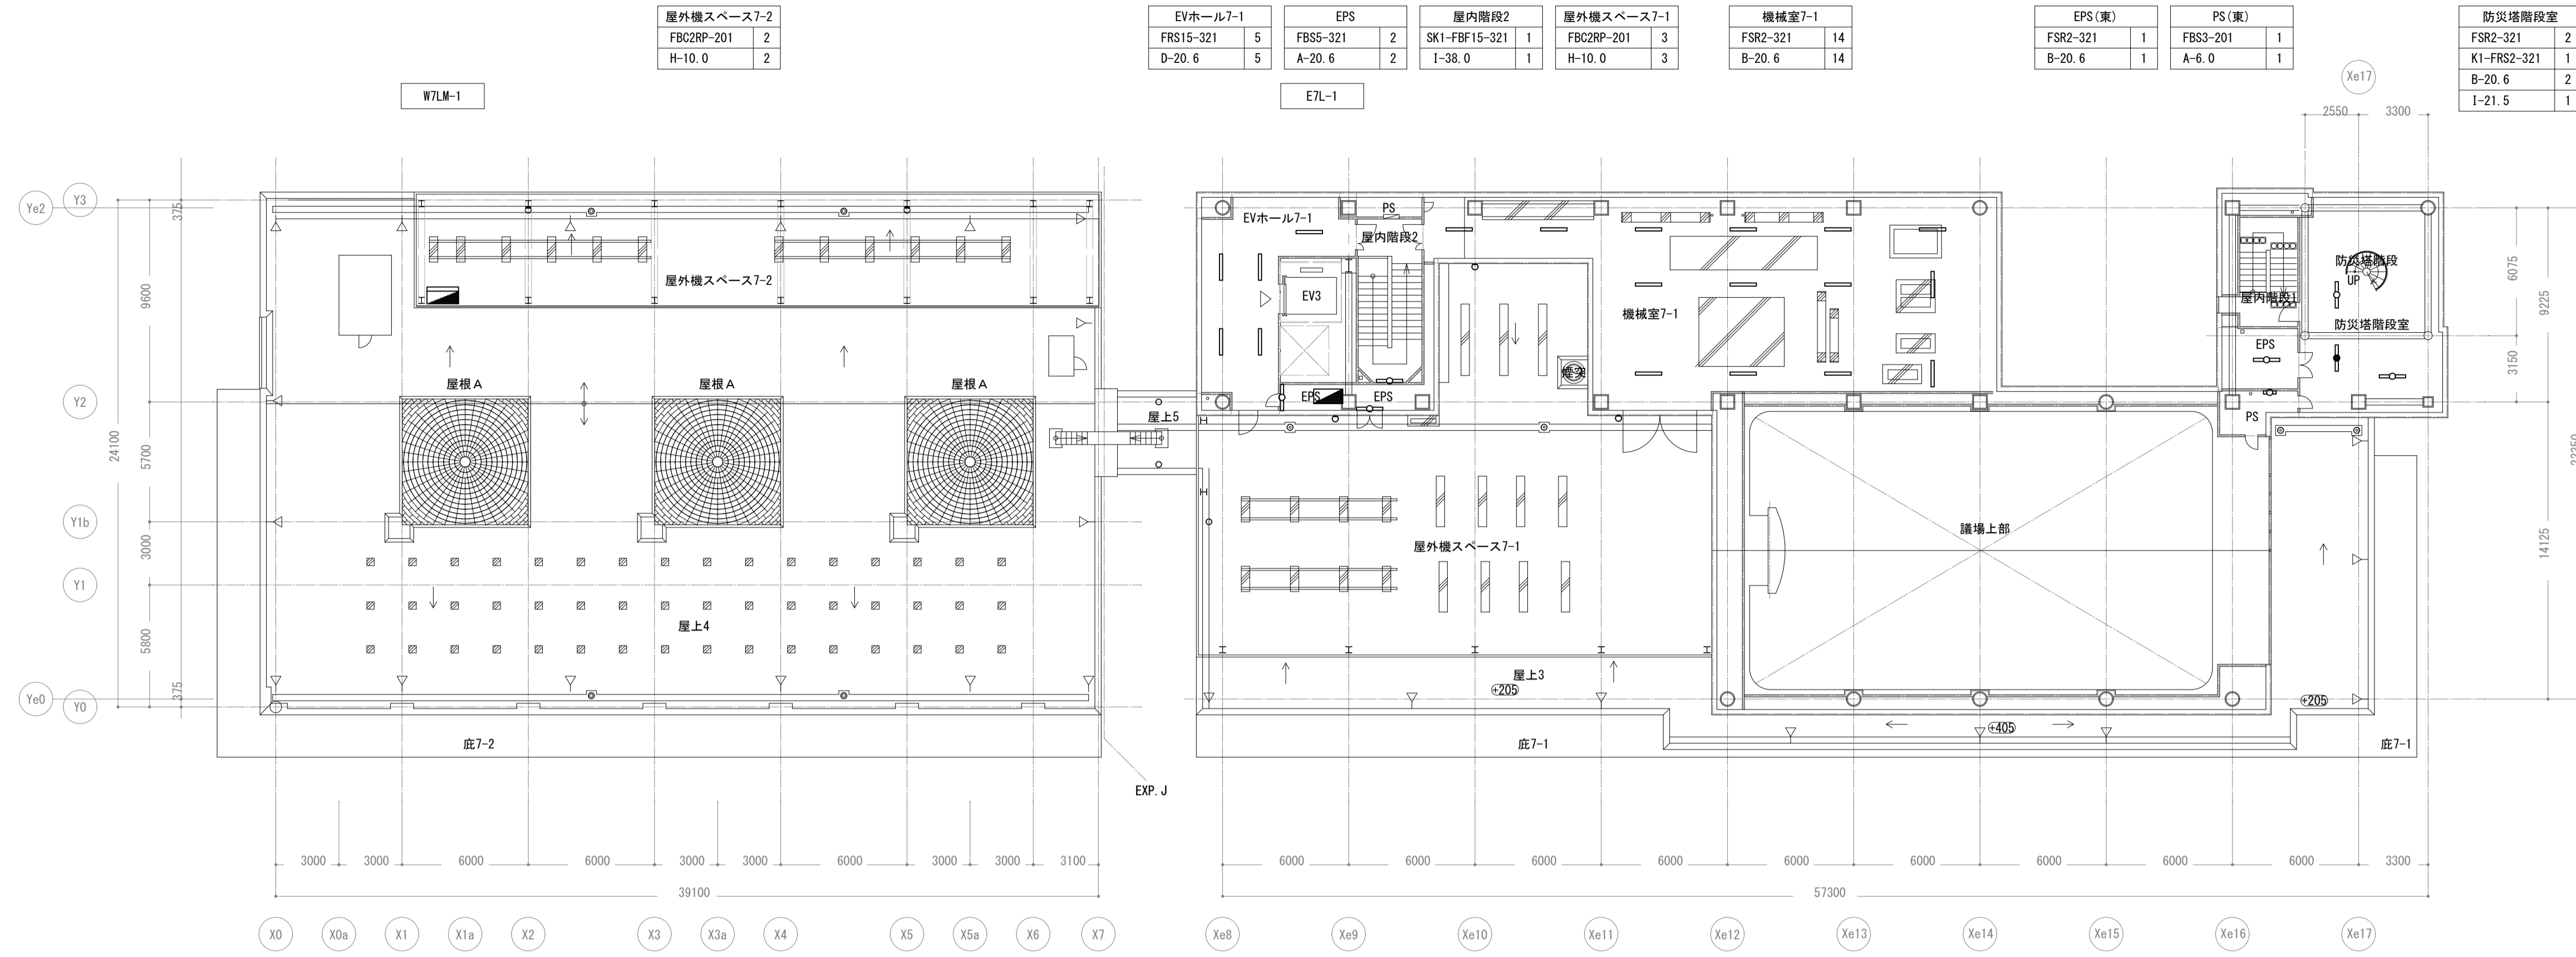 屋外機スペース7-2
FBC2RP-201 2
H-10.0 2
EVホール7-1
FRS15-321 5
D-20.6 5
EPS
FBS5-321 2
A-20.6 2
屋内階段2
SK1-FBF15-321 1
I-38.0 1
屋外機スペース7-1
FBC2RP-201 3
H-10.0 3
機械室7-1
FSR2-321 14
B-20.6 14
EPS(東)
FSR2-321 1
B-20.6 1
PS(東)
FBS3-201 1
A-6.0 1
防災塔階段室
FSR2-321 2
K1-FRS2-321 1
B-20.6 2
I-21.5 1
W7LM-1
E7L-1
Xe17
2550 3300
Ye2 Y3
375
9600
Y2
24100
5700
Y1b
3000
Y1
5800
375
Ye0 Y0
屋外機スペース7-2
屋根A 屋根A 屋根A
屋上4
庇7-2
屋上5
EXP.J
EVホール7-1
PS
屋内階段2
EV3
EPS EPS
煙突
機械室7-1
屋外機スペース7-1
屋上3
+205
庇7-1
議場上部
+405
+205
庇7-1
防災塔階段
UP
屋内階段1
防災塔階段室
EPS
PS
6075
9225
3150
23350
14125
3000 3000 6000 6000 3000 3000 6000 3000 3000 3100
39100
6000 6000 6000 6000 6000 6000 6000 6000 6000 3300
57300
X0 X0a X1 X1a X2 X3 X3a X4 X5 X5a X6 X7
Xe8 Xe9 Xe10 Xe11 Xe12 Xe13 Xe14 Xe15 Xe16 Xe17